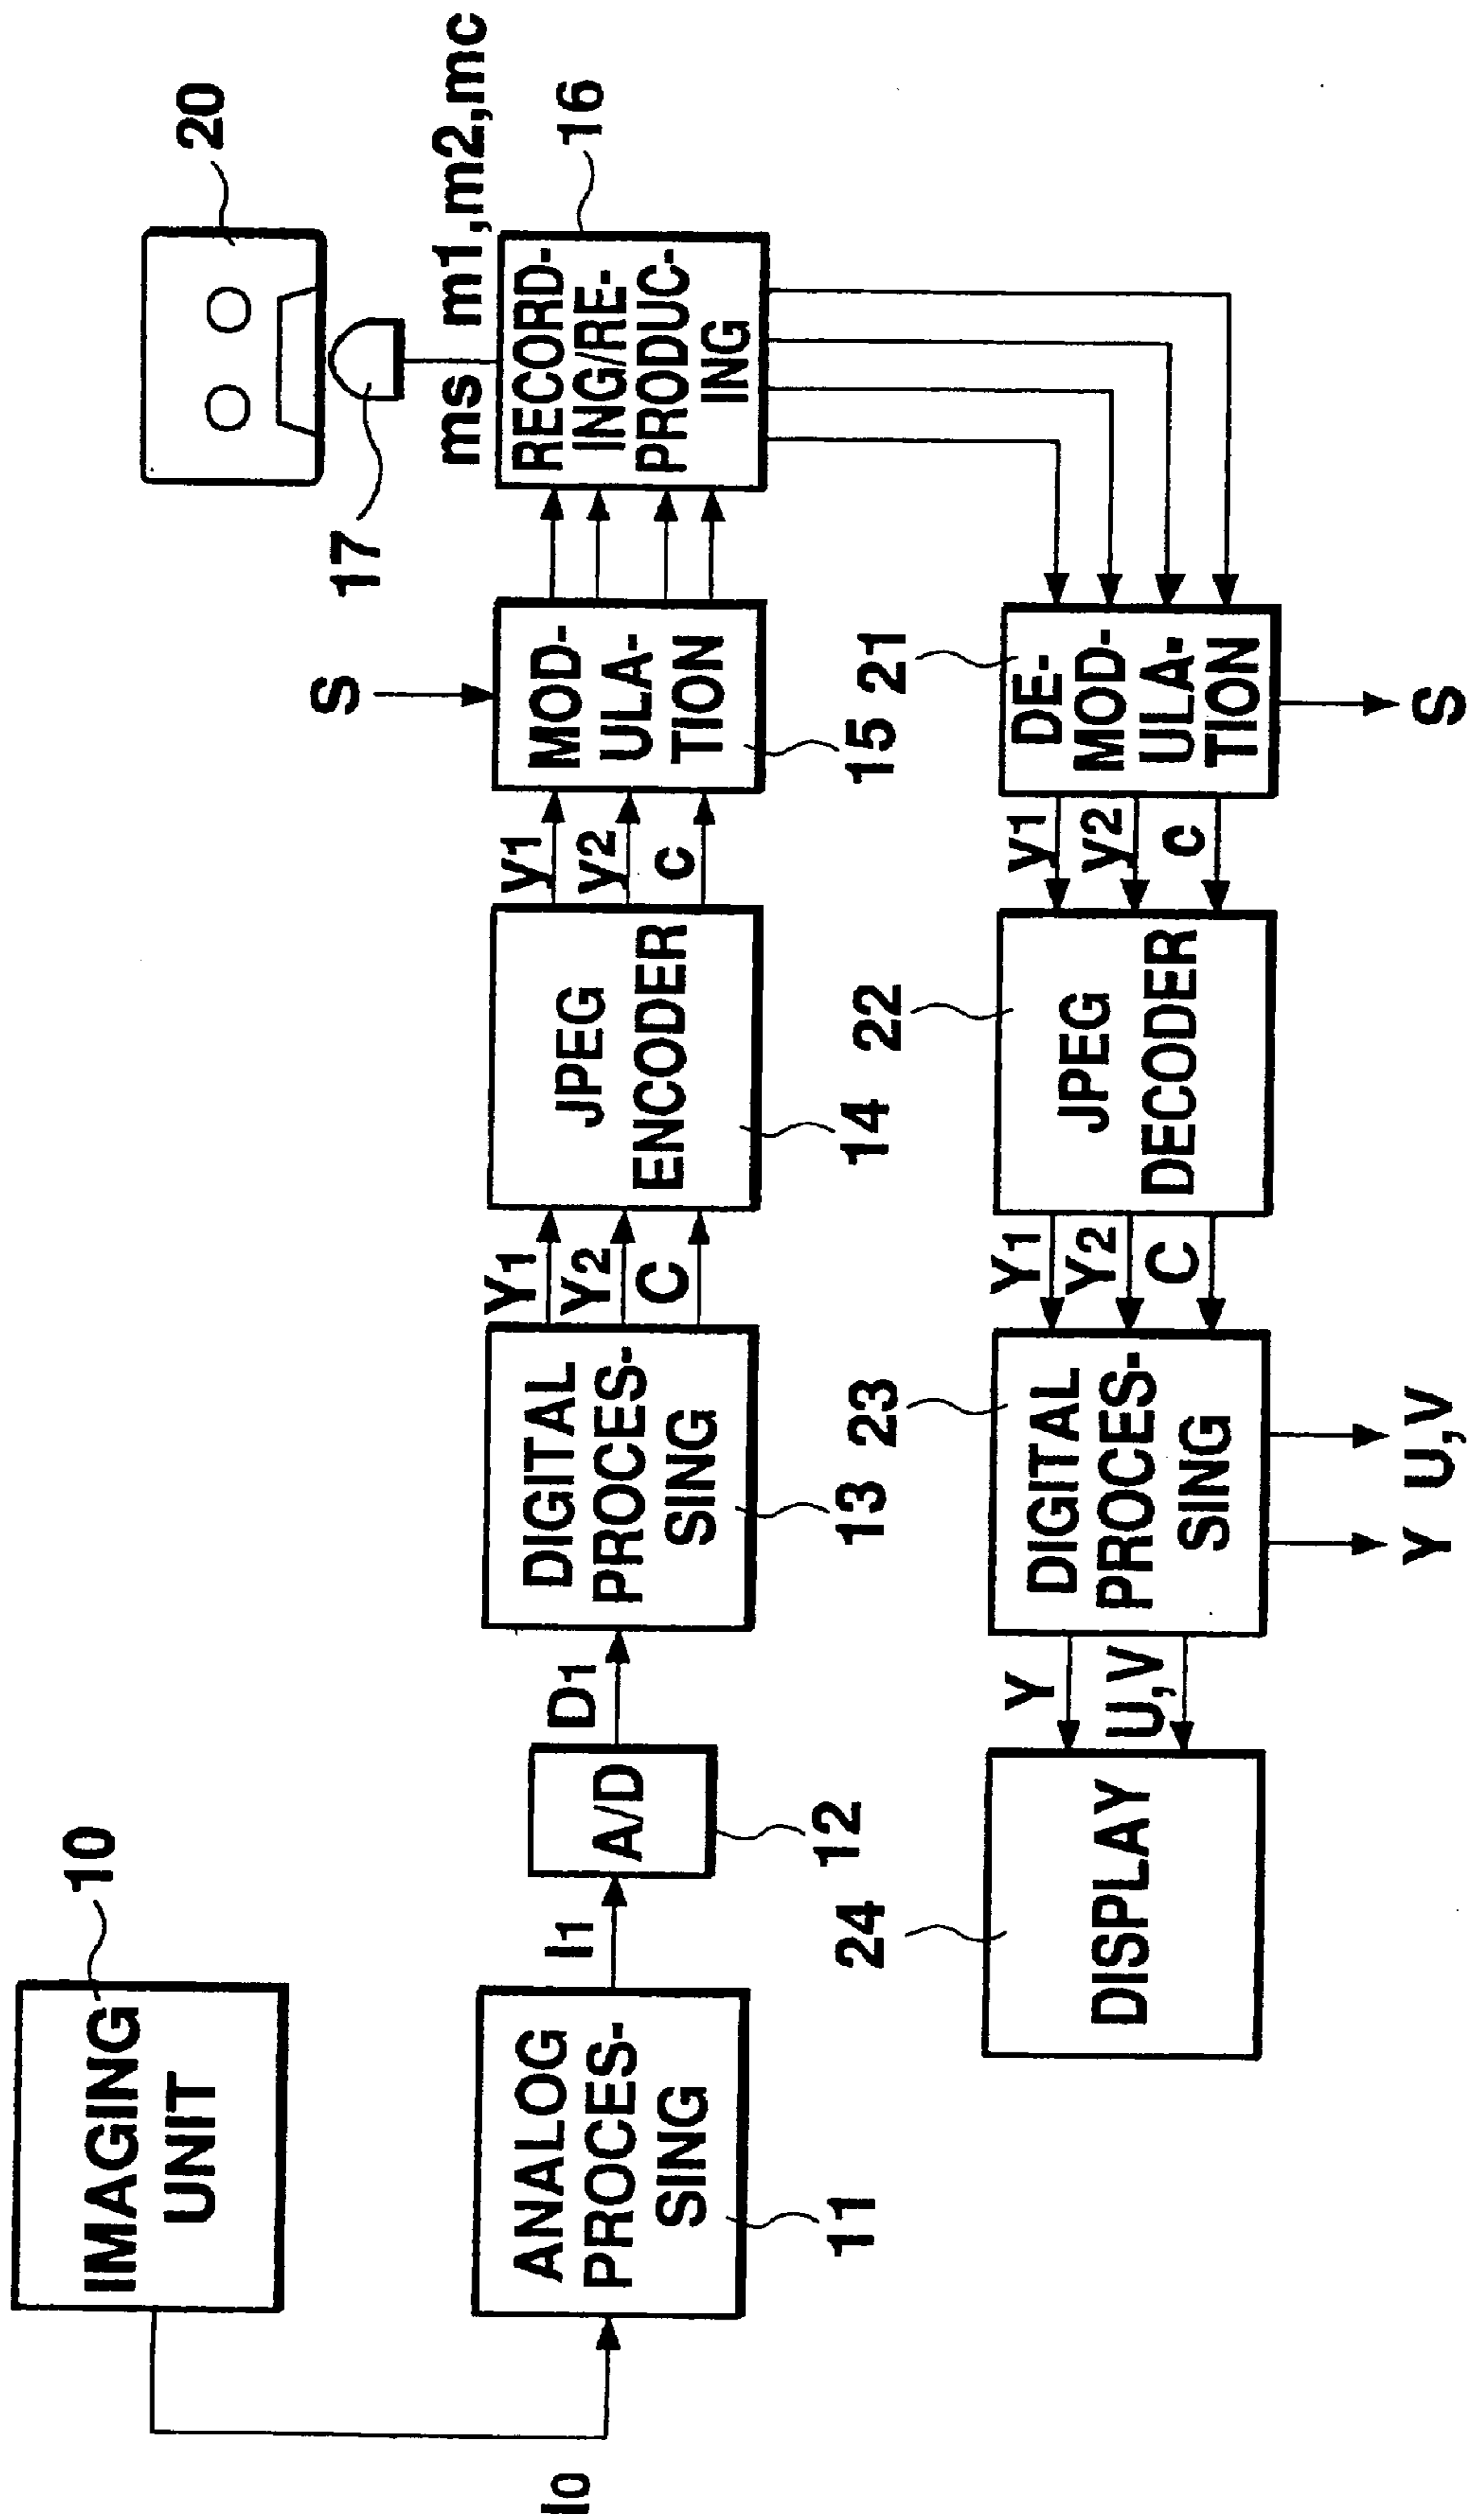 20
17
ms m1,m2,mc
16
RECORD-
ING/RE-
PRODUC-
ING
S
MOD-
ULA-
TION
15
y1
y2
c
JPEG
ENCODER
14
Y1
Y2
C
DIGITAL
PROCES-
SING
13
D1
A/D
12
I1
10
IMAGING
UNIT
ANALOG
PROCES-
SING
11
I0
21
DE-
MOD-
ULA-
TION
S
y1
y2
c
22
JPEG
DECODER
Y1
Y2
C
23
DIGITAL
PROCES-
SING
Y
U,V
Y
U,V
24
DISPLAY